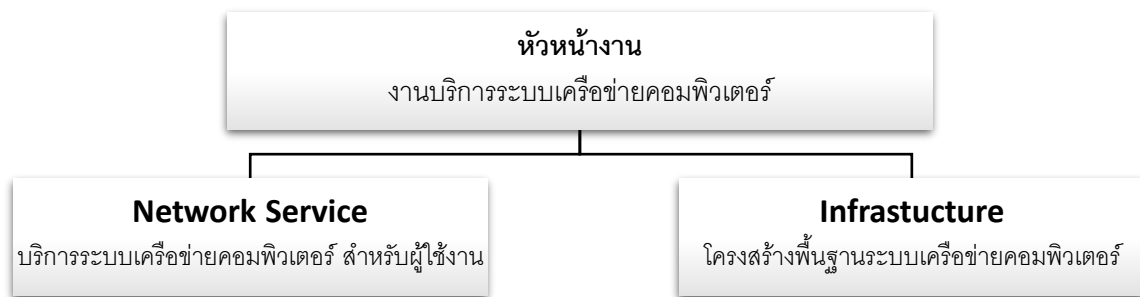 หัวหน้างาน
งานบริการระบบเครือข่ายคอมพิวเตอร์
Network Service
บริการระบบเครือข่ายคอมพิวเตอร์ สำหรับผู้ใช้งาน
Infrastucture
โครงสร้างพื้นฐานระบบเครือข่ายคอมพิวเตอร์